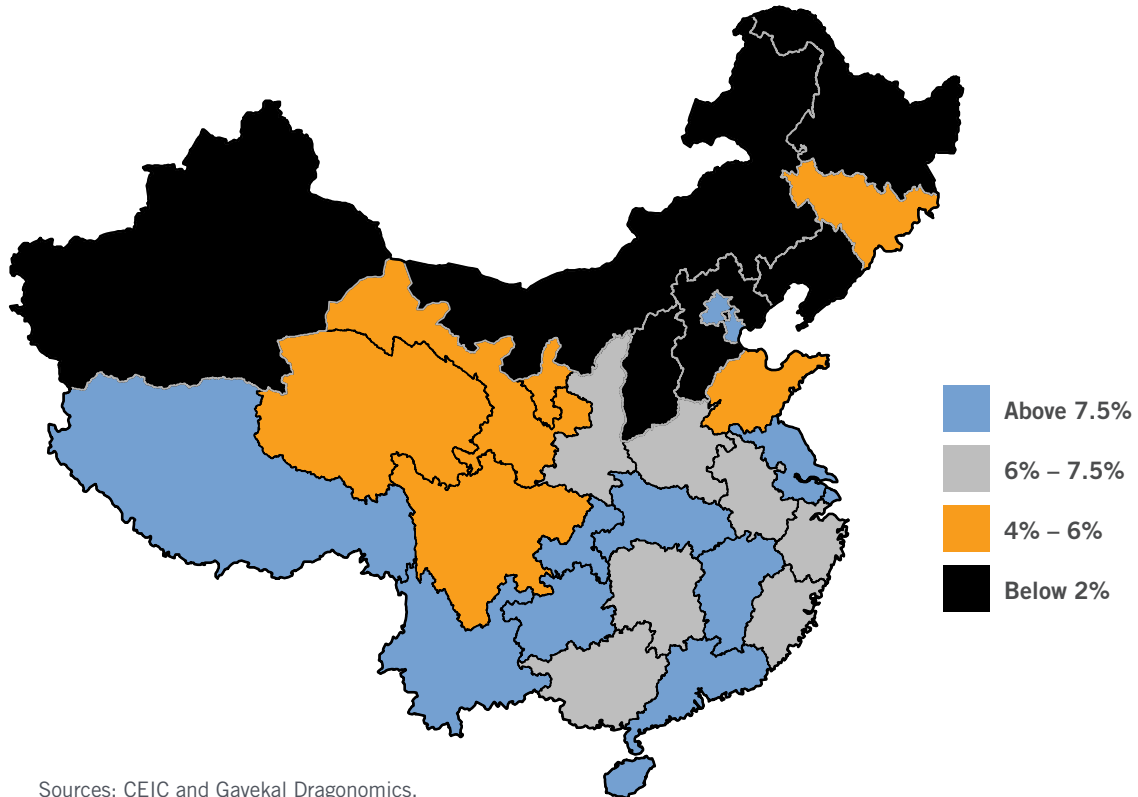 Above 7.5%
6% – 7.5%
4% – 6%
Below 2%
Sources: CEIC and Gavekal Dragonomics.